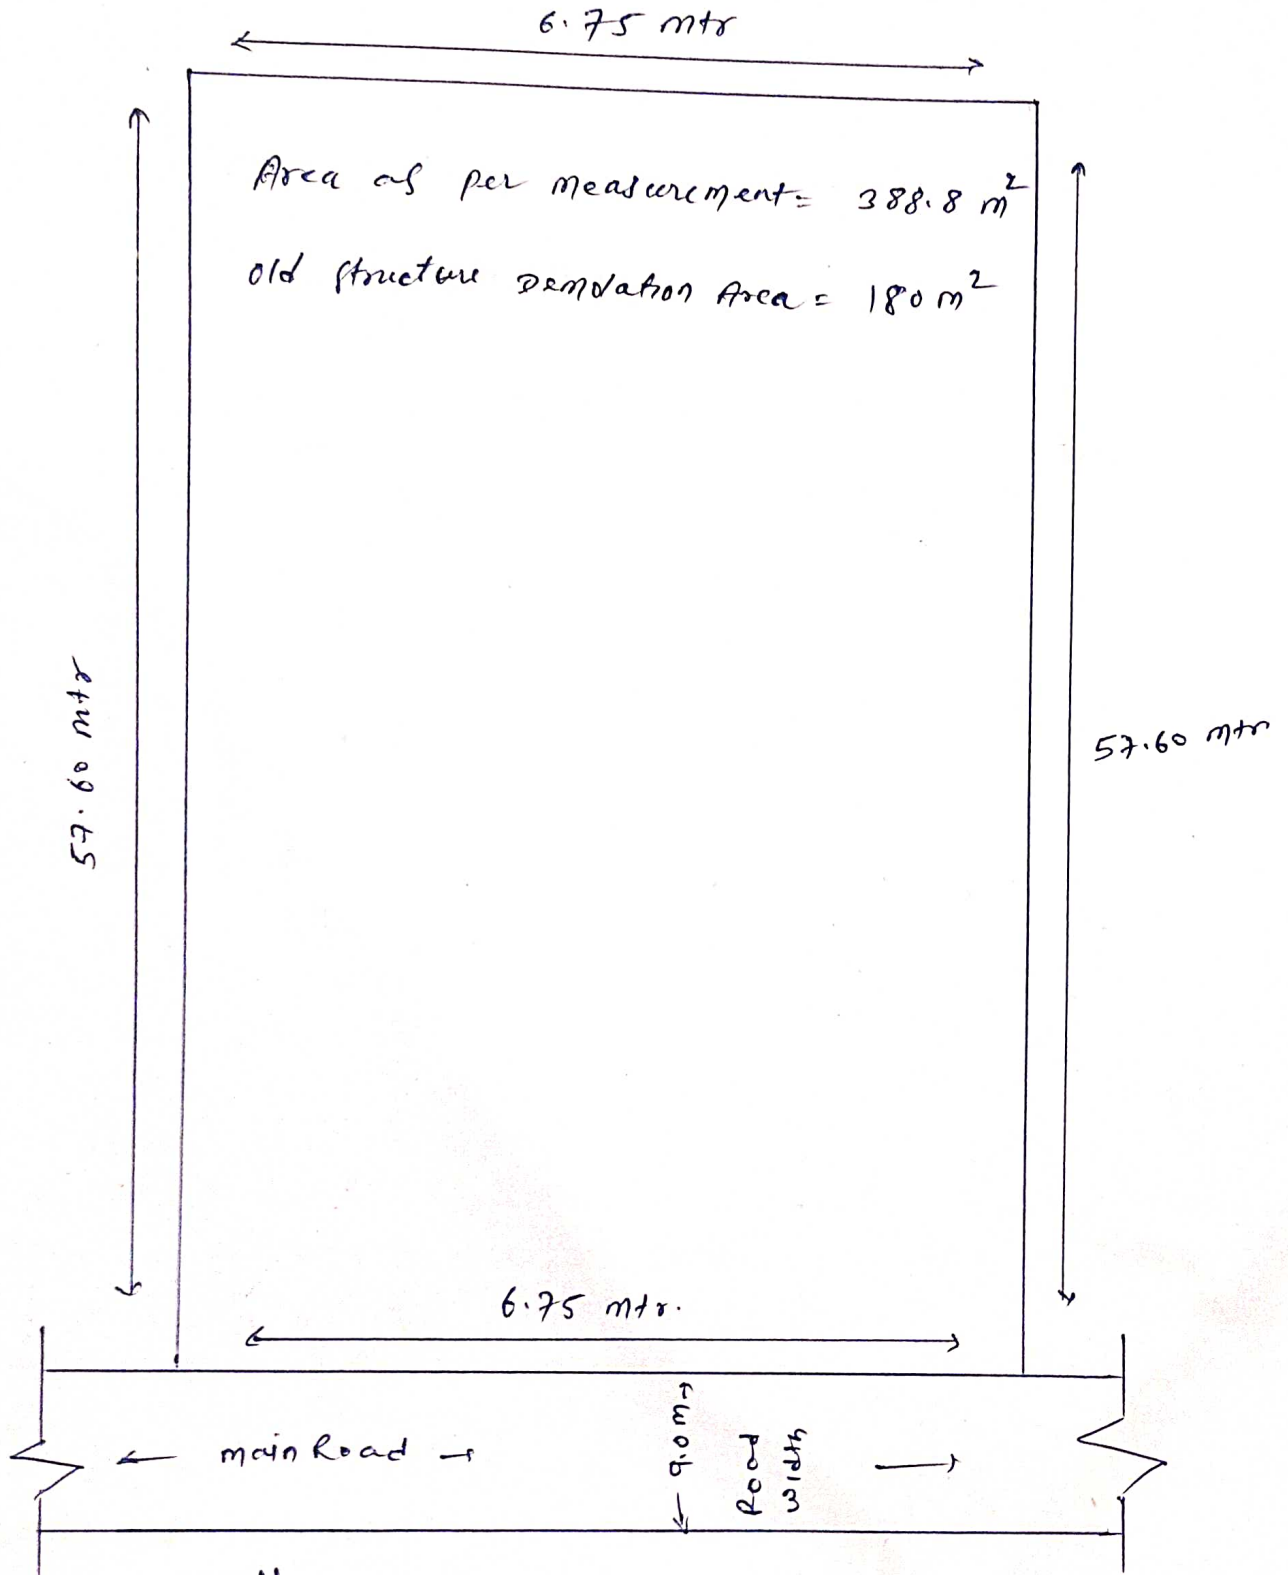 6.75 mtr
Area as per measurement = 388.8 m²
old structure Demolation Area = 180 m²
57.60 mtr
57.60 mtr
6.75 mtr.
main Road
9.0 m
Road
width